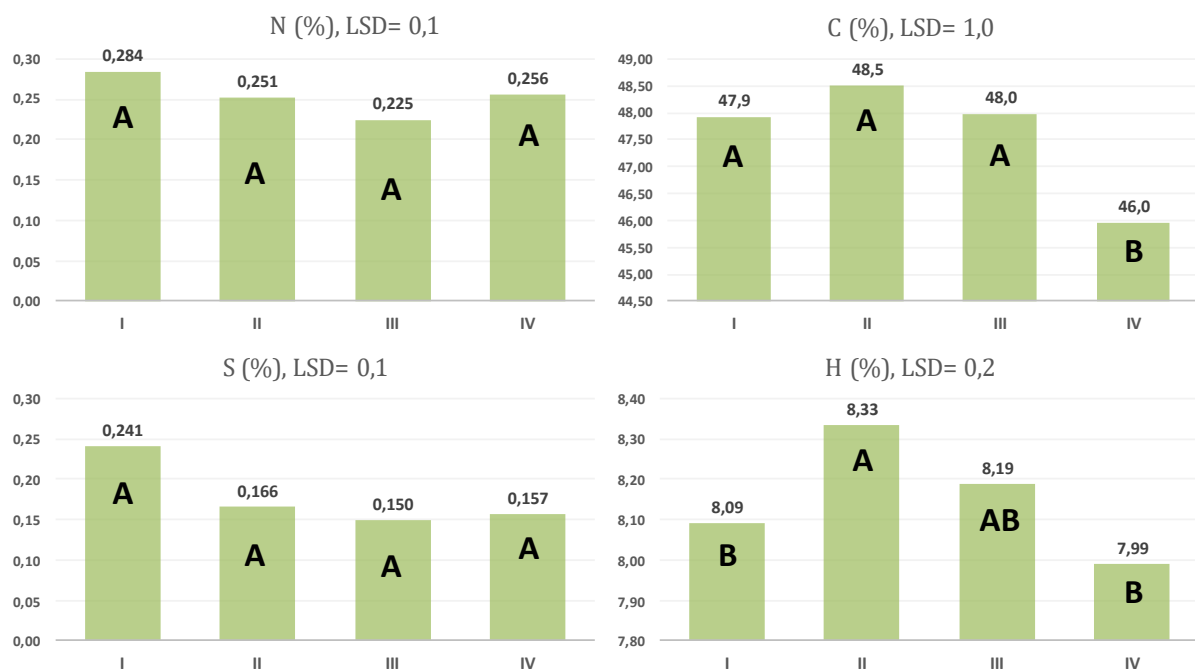 N (%), LSD= 0,1
0,30
0,25
0,20
0,15
0,10
0,05
0,00
0,284
0,251
0,225
0,256
A
A
A
A
I
II
III
IV
C (%), LSD= 1,0
49,00
48,50
48,00
47,50
47,00
46,50
46,00
45,50
45,00
44,50
47,9
48,5
48,0
46,0
A
A
A
B
I
II
III
IV
S (%), LSD= 0,1
0,30
0,25
0,20
0,15
0,10
0,05
0,00
0,241
0,166
0,150
0,157
A
A
A
A
I
II
III
IV
H (%), LSD= 0,2
8,40
8,30
8,20
8,10
8,00
7,90
7,80
8,09
8,33
8,19
7,99
B
A
AB
B
I
II
III
IV